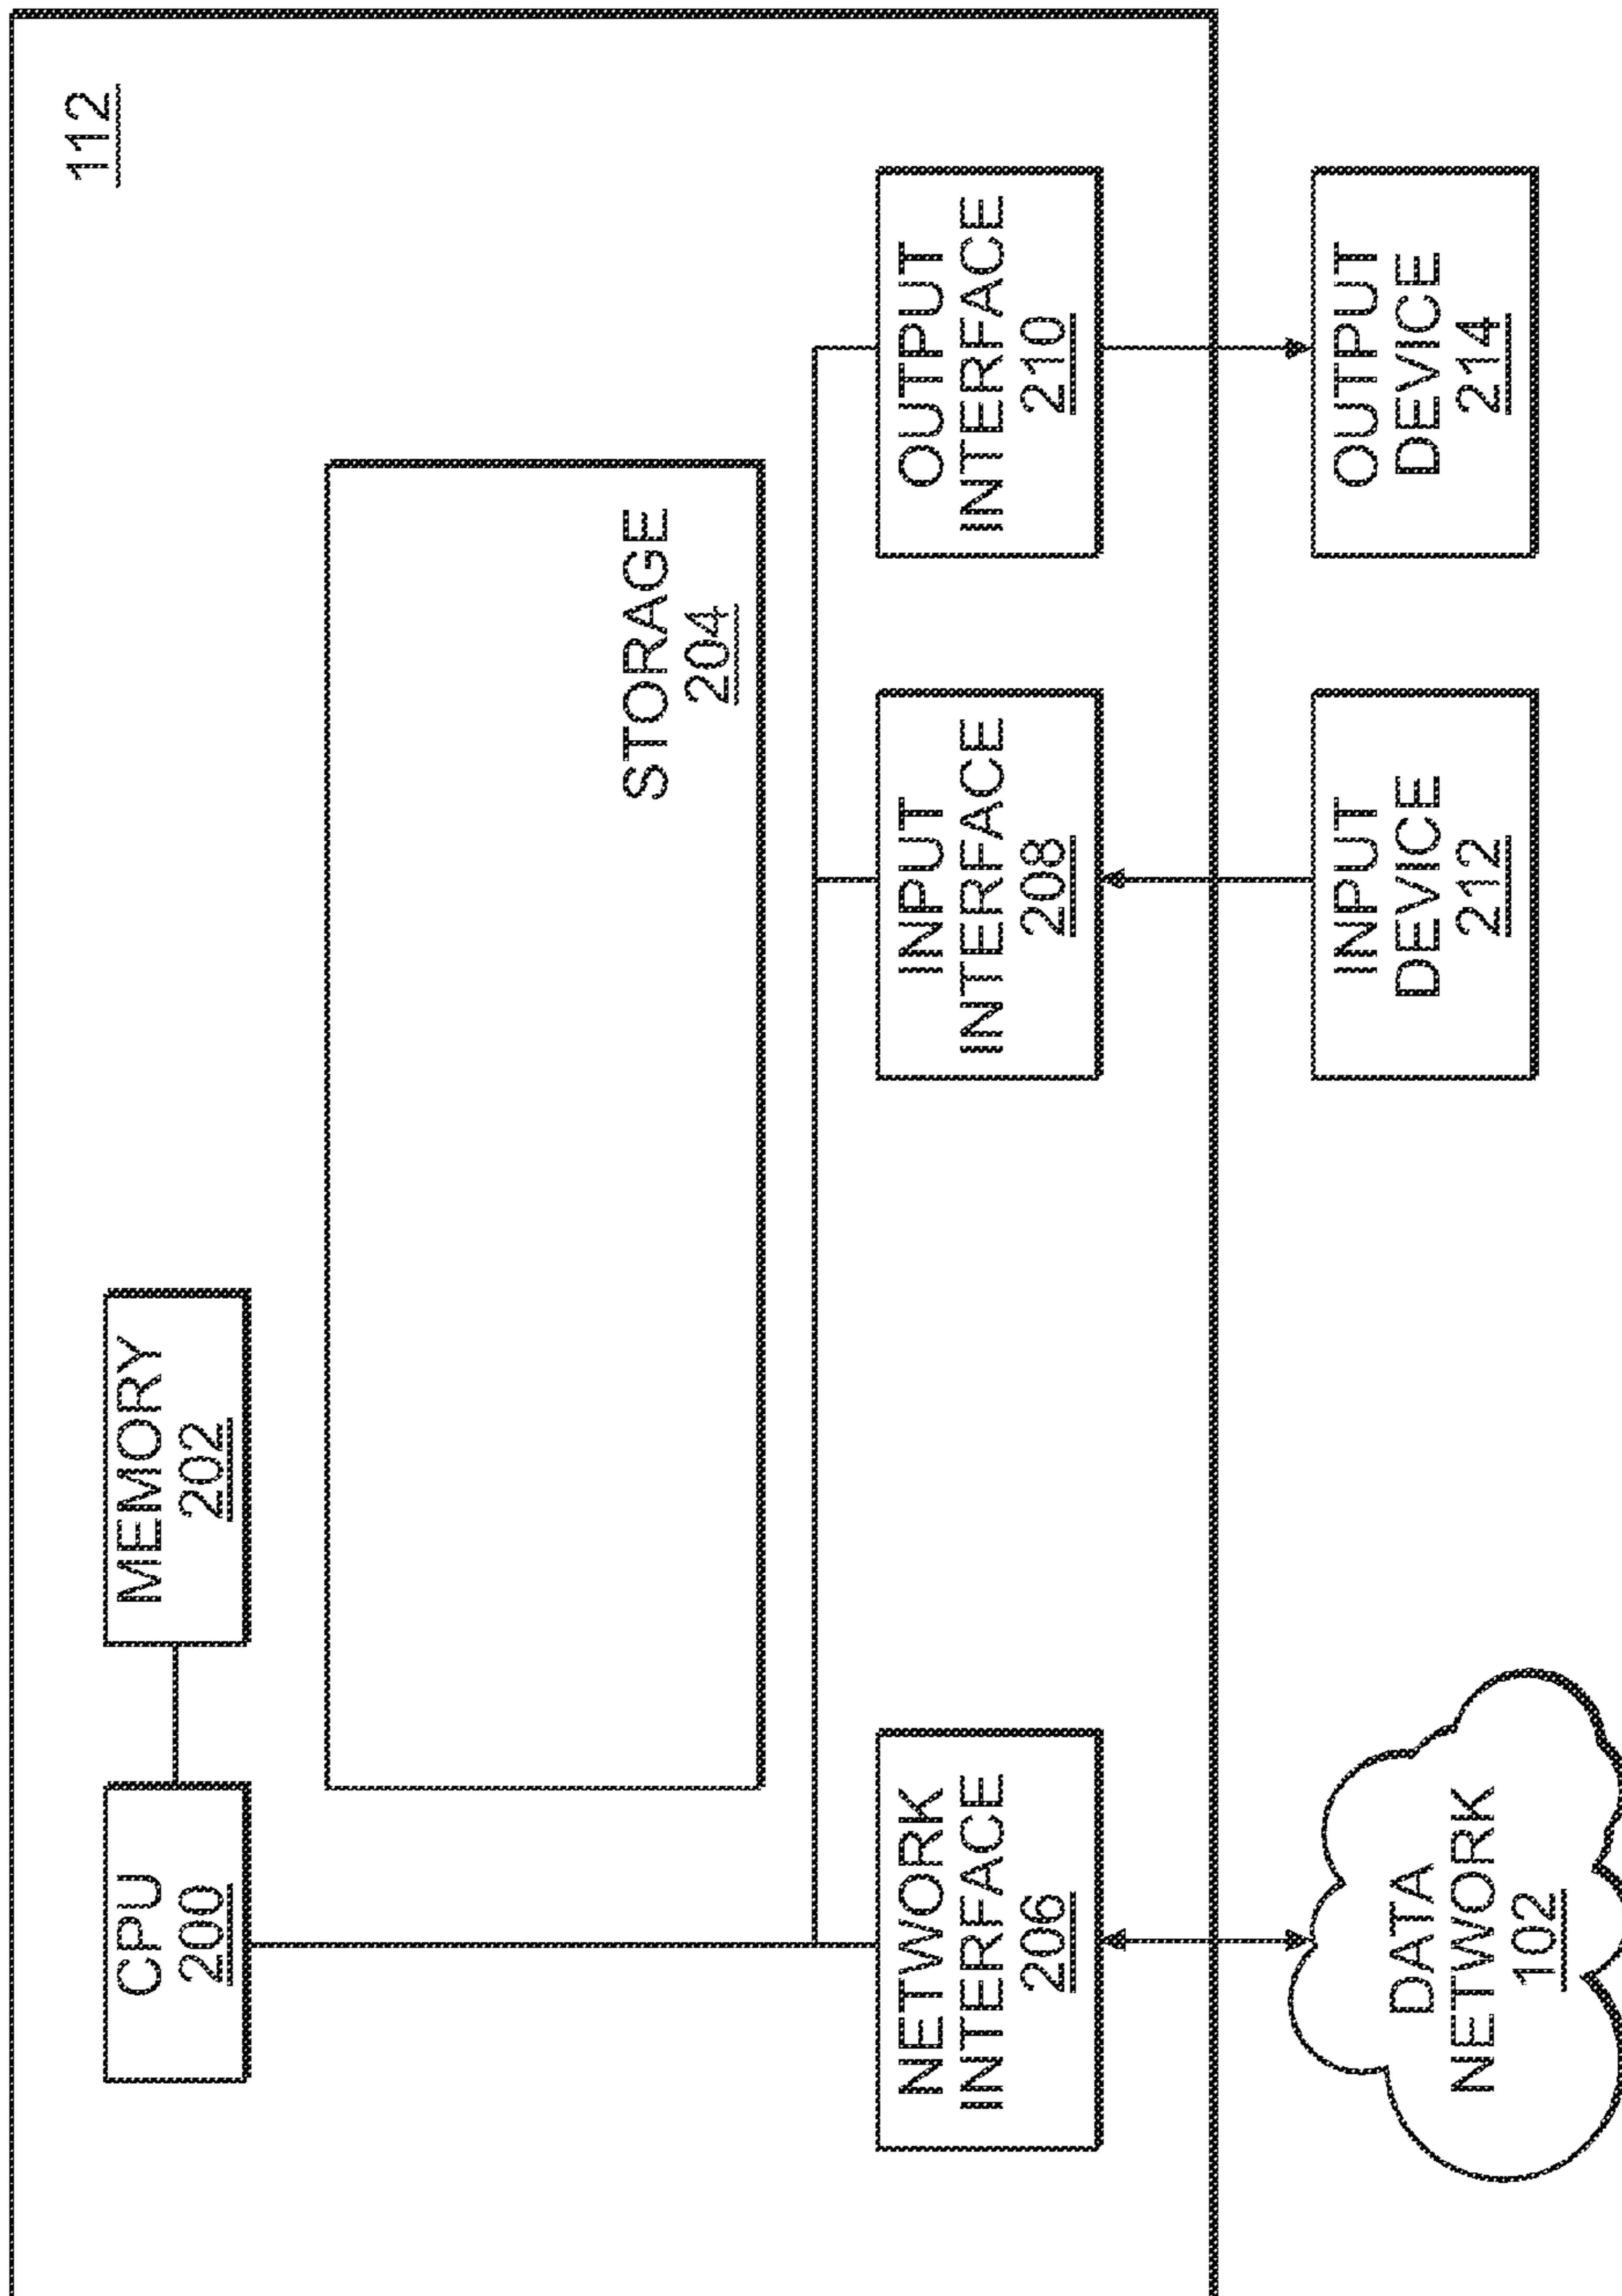 112
CPU
200
MEMORY
202
STORAGE
204
NETWORK
INTERFACE
206
INPUT
INTERFACE
208
OUTPUT
INTERFACE
210
DATA
NETWORK
102
INPUT
DEVICE
212
OUTPUT
DEVICE
214